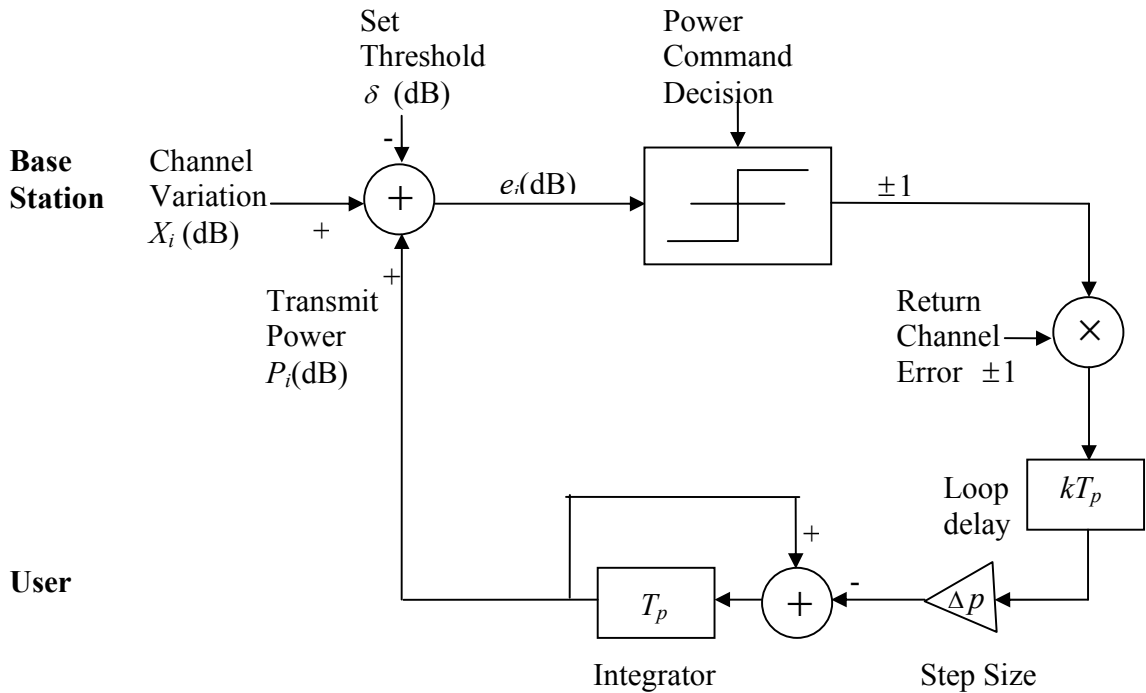 Set
Threshold
δ (dB)
Power
Command
Decision
-
Base
Station
Channel
Variation
X_i (dB)
+
+
e_i(dB)
±1
+
Transmit
Power
P_i(dB)
Return
Channel
Error ±1
×
Loop
delay
kT_p
+
User
T_p
+
-
Δp
Integrator
Step Size